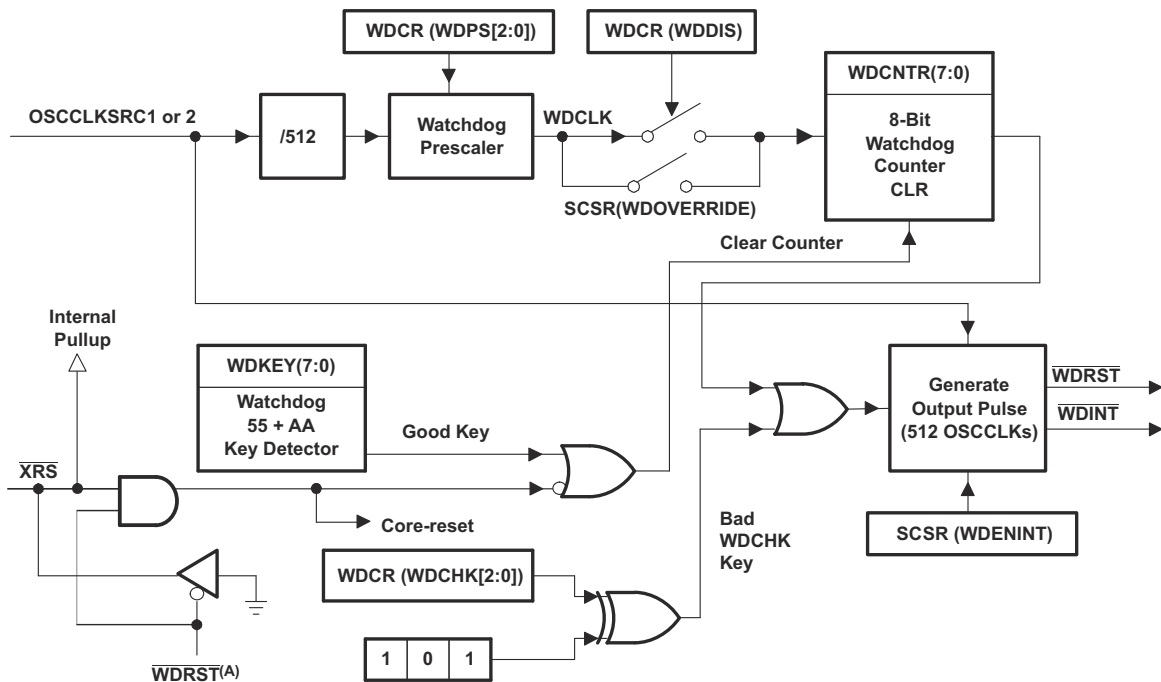 WDCR (WDPS[2:0])
WDCR (WDDIS)
WDCNTR(7:0)
OSCCLKSRC1 or 2
/512
Watchdog
Prescaler
WDCLK
8-Bit
Watchdog
Counter
CLR
SCSR(WDOVERRIDE)
Clear Counter
Internal
Pullup
WDKEY(7:0)
Watchdog
55 + AA
Key Detector
Good Key
Generate
Output Pulse
(512 OSCCLKs)
WDRST
WDINT
XRS
Core-reset
Bad
WDCHK
Key
SCSR (WDENINT)
WDCR (WDCHK[2:0])
1 0 1
WDRST(A)